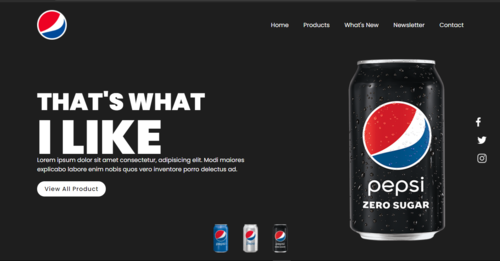 Home Products What's New Newsletter Contact
THAT'S WHAT
I LIKE
Lorem ipsum dolor sit amet consectetur, adipisicing elit. Modi maiores
explicabo labore enim nobis quos vero inventore porro delectus ad.
View All Product
pepsi
ZERO SUGAR